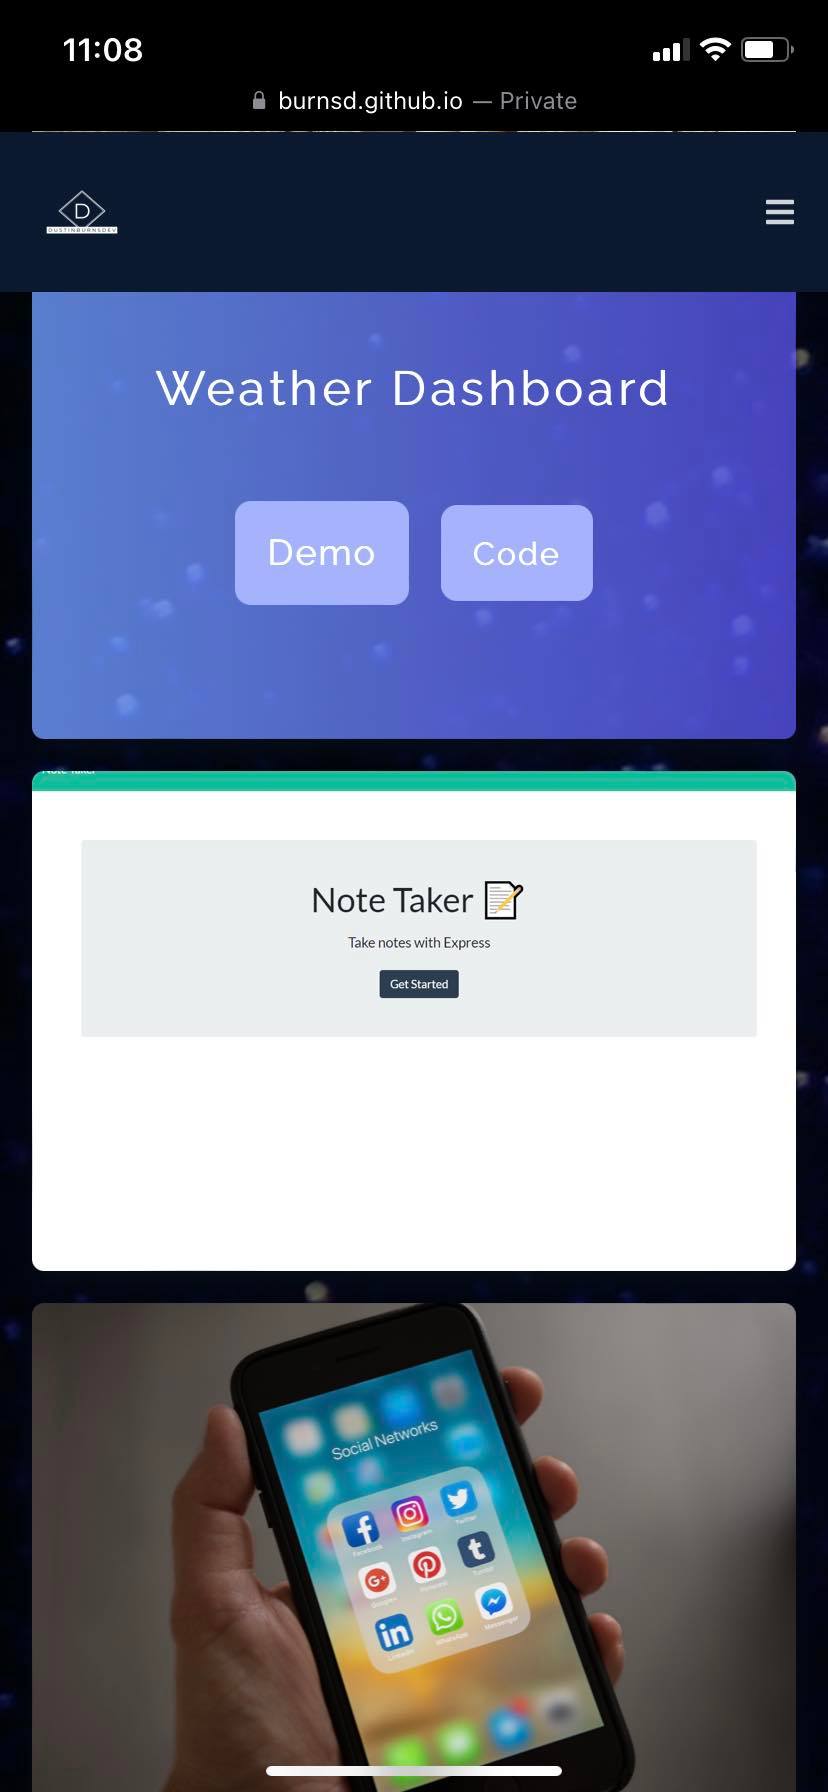 11:08
burnsd.github.io — Private
D
DUSTINBURNSDEV
Weather Dashboard
Demo Code
Note Taker
Note Taker
Take notes with Express
Get Started
Social Networks
Facebook Instagram Twitter
Google+ Pinterest Tumblr
LinkedIn WhatsApp Messenger